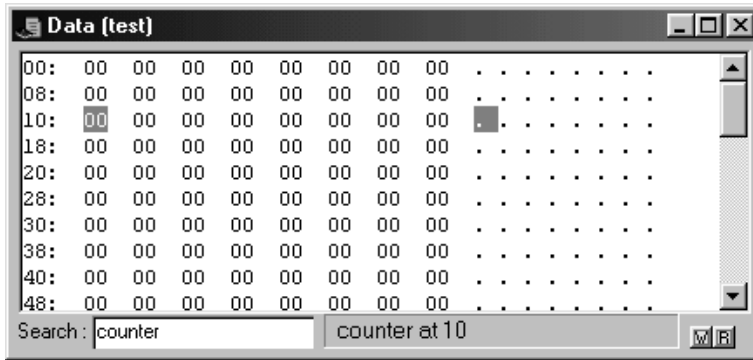 Data (test)
00: 00 00 00 00 00 00 00 00 . . . . . . . .
08: 00 00 00 00 00 00 00 00 . . . . . . . .
10: 00 00 00 00 00 00 00 00 . . . . . . . .
18: 00 00 00 00 00 00 00 00 . . . . . . . .
20: 00 00 00 00 00 00 00 00 . . . . . . . .
28: 00 00 00 00 00 00 00 00 . . . . . . . .
30: 00 00 00 00 00 00 00 00 . . . . . . . .
38: 00 00 00 00 00 00 00 00 . . . . . . . .
40: 00 00 00 00 00 00 00 00 . . . . . . . .
48: 00 00 00 00 00 00 00 00 . . . . . . . .
Search : counter counter at 10 W R